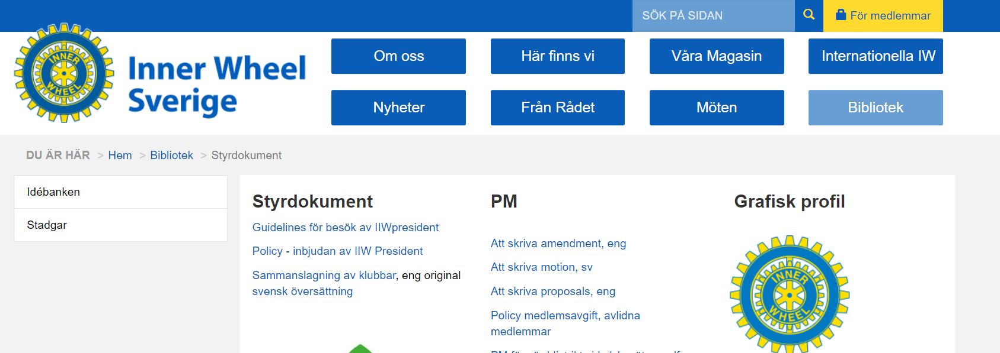 SÖK PÅ SIDAN
För medlemmar
INNER
WHEEL
Inner Wheel
Sverige
Om oss
Här finns vi
Våra Magasin
Internationella IW
Nyheter
Från Rådet
Möten
Bibliotek
DU ÄR HÄR > Hem > Bibliotek > Styrdokument
Idébanken
Stadgar
Styrdokument
Guidelines för besök av IIWpresident
Policy - inbjudan av IIW President
Sammanslagning av klubbar, eng original
svensk översättning
PM
Att skriva amendment, eng
Att skriva motion, sv
Att skriva proposals, eng
Policy medlemsavgift, avlidna
medlemmar
Grafisk profil
INNER
WHEEL